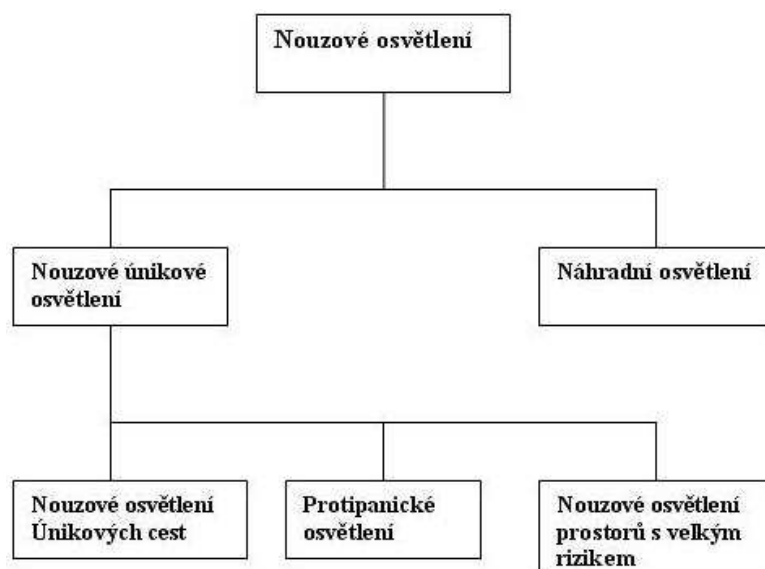 Nouzové osvětlení
Nouzové únikové
osvětlení
Náhradní osvětlení
Nouzové osvětlení
Únikových cest
Protipanické
osvětlení
Nouzové osvětlení
prostorů s velkým
rizikem